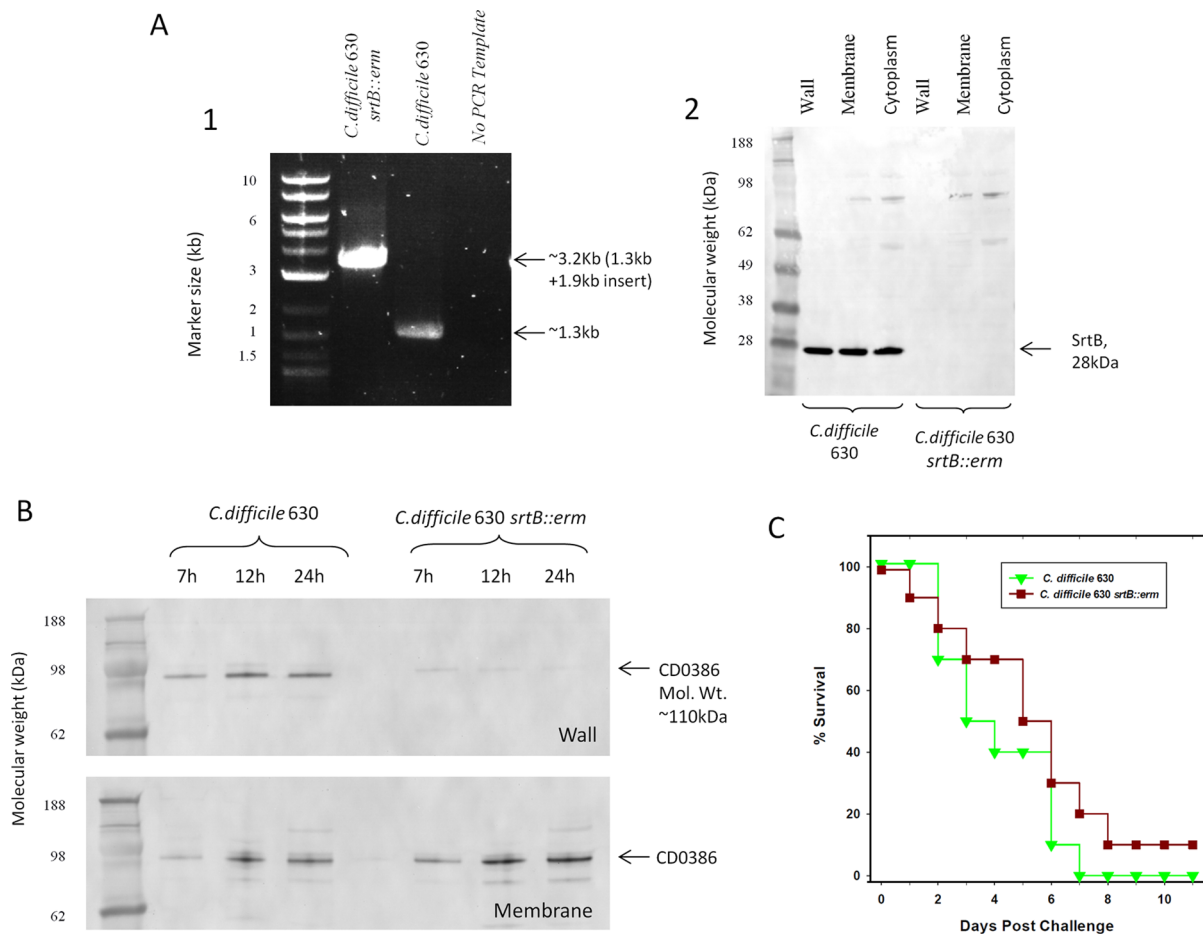 A
1
C.difficile 630
srtB::erm
C.difficile 630
No PCR Template
Marker size (kb)
10
6
3
2
1
1.5
~3.2Kb (1.3kb
+1.9kb insert)
~1.3kb
2
Wall
Membrane
Cytoplasm
Wall
Membrane
Cytoplasm
Molecular weight (kDa)
188
98
62
49
38
28
SrtB,
28kDa
C.difficile
630
C.difficile 630
srtB::erm
B
C.difficile 630
C.difficile 630 srtB::erm
7h
12h
24h
7h
12h
24h
Molecular weight (kDa)
188
98
62
CD0386
Mol. Wt.
~110kDa
Wall
188
98
62
CD0386
Membrane
C
% Survival
100
80
60
40
20
0
C. difficile 630
C. difficile 630 srtB::erm
0 2 4 6 8 10
Days Post Challenge